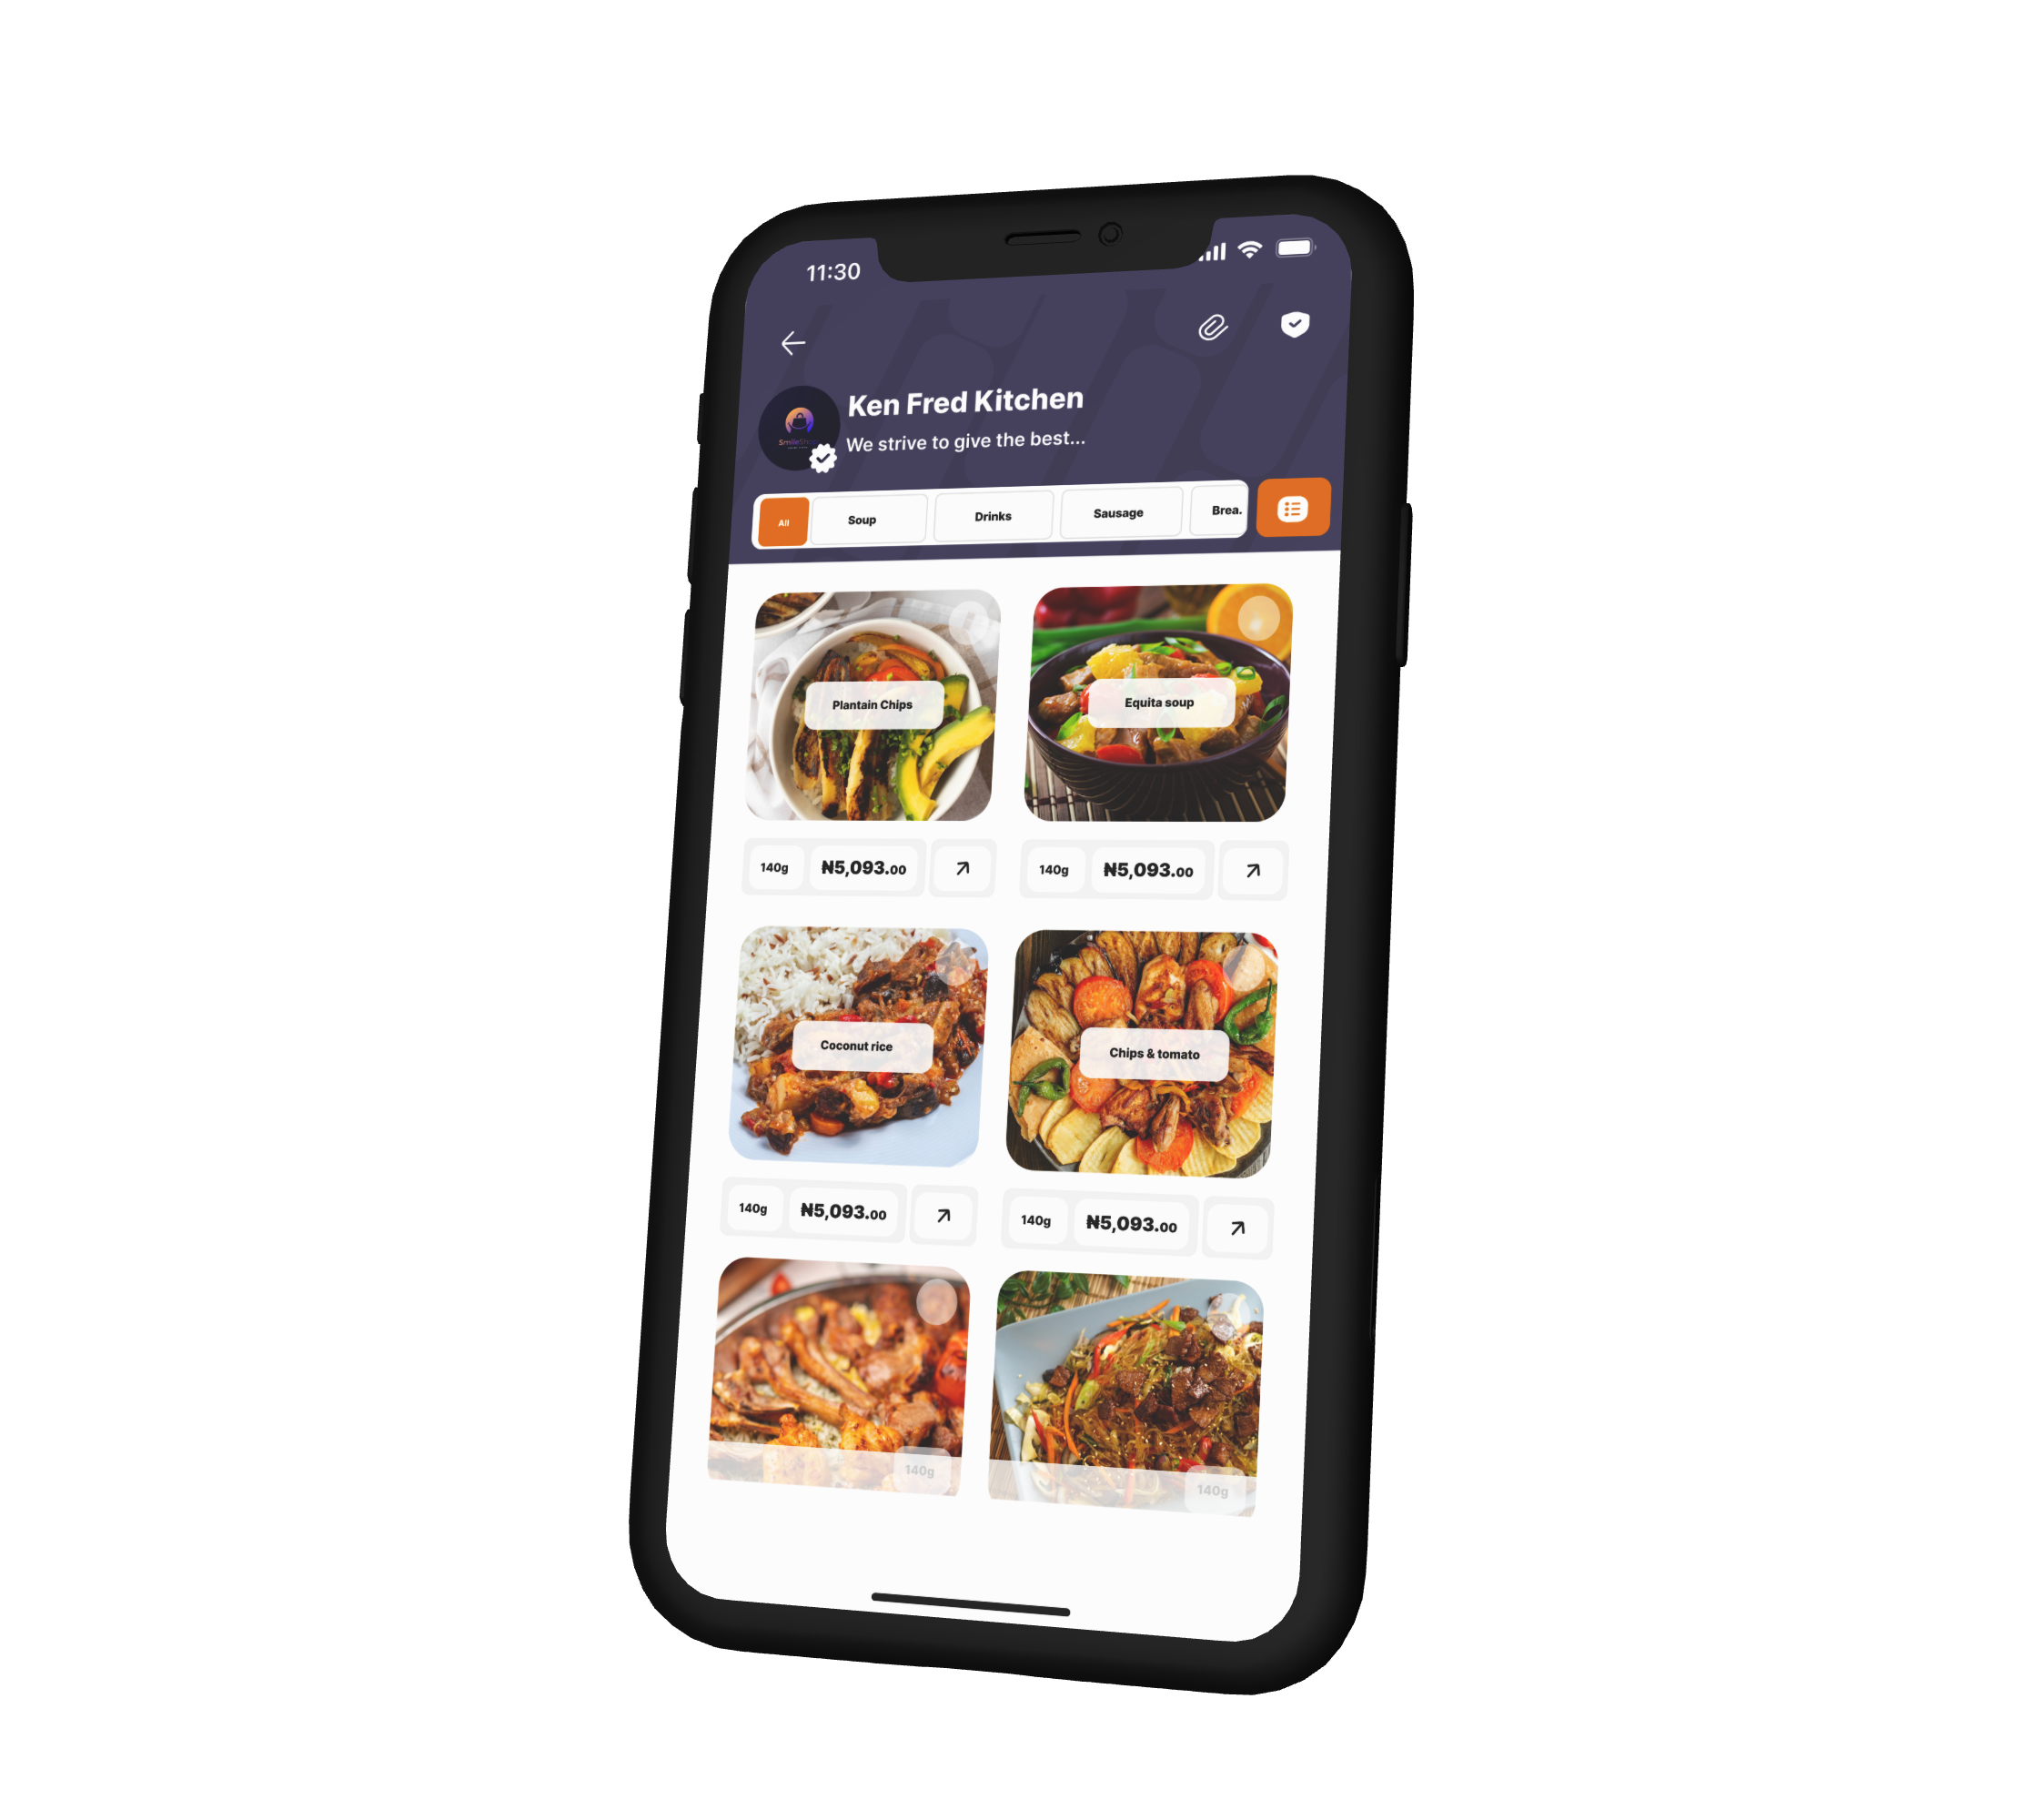 11:30
Ken Fred Kitchen
We strive to give the best...
All Soup Drinks Sausage Brea.
Plantain Chips Equita soup
140g ₦5,093.00 140g ₦5,093.00
Coconut rice Chips & tomato
140g ₦5,093.00 140g ₦5,093.00
140g 140g